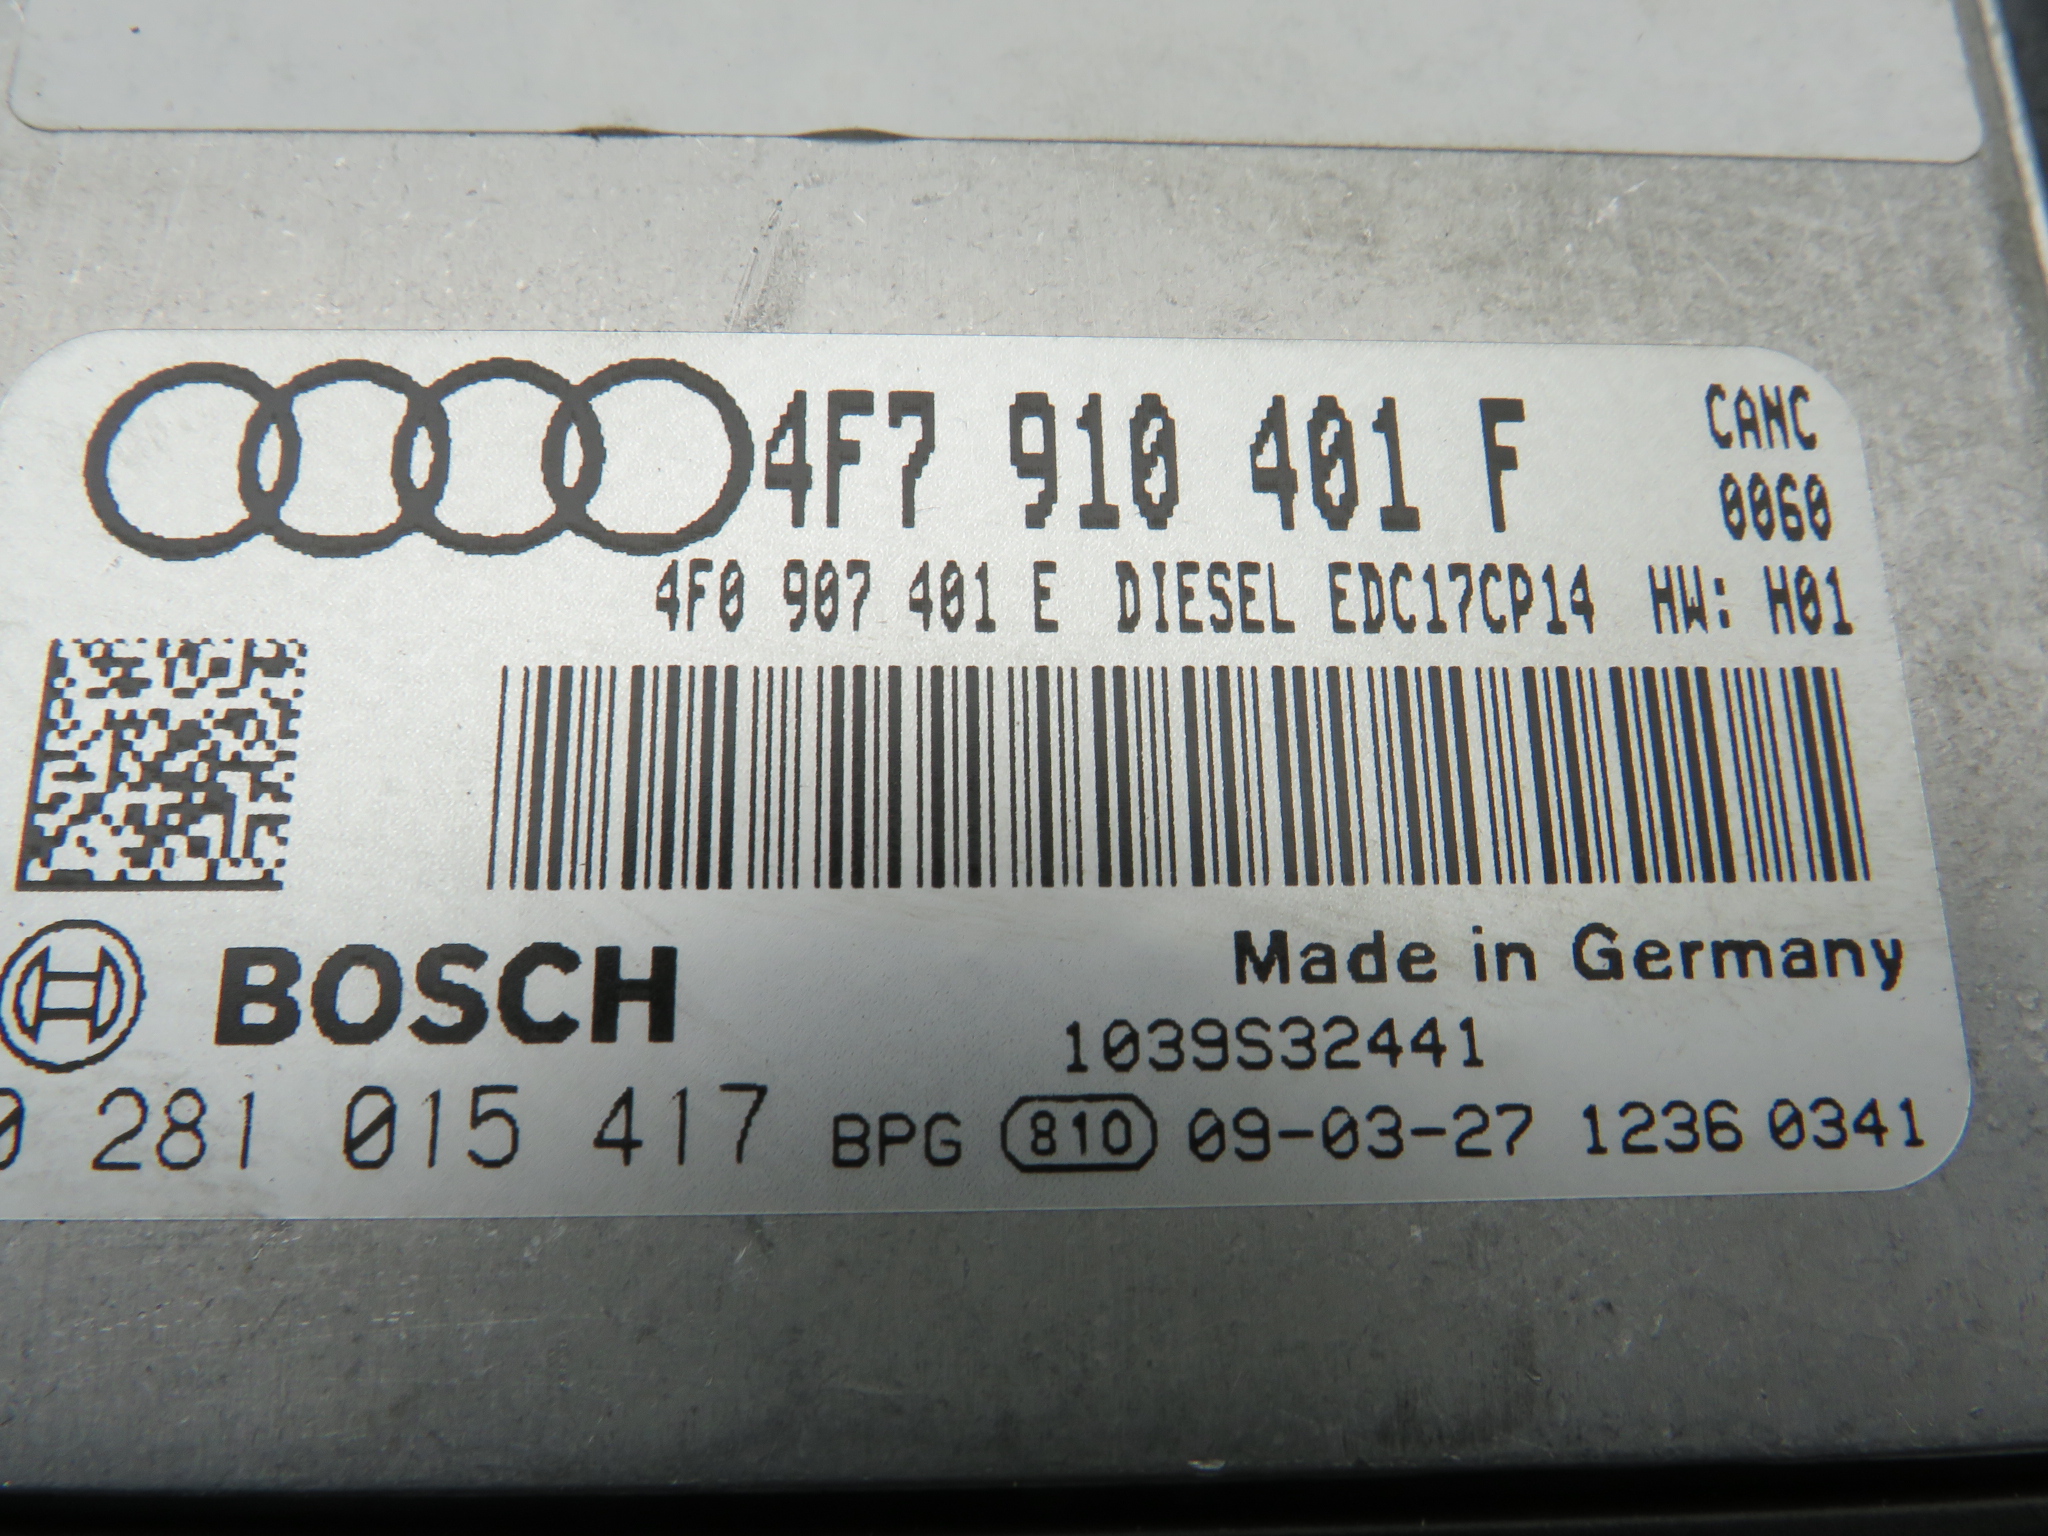 4F7 910 401 F CANC
0060
4F0 907 401 E DIESEL EDC17CP14 HW: H01
BOSCH
Made in Germany
1039S32441
0 281 015 417 BPG 810 09-03-27 1236 0341